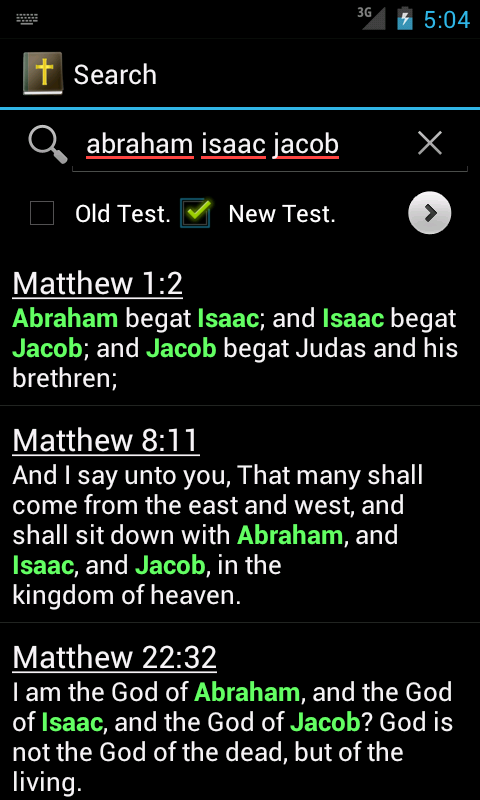 3G 5:04
Search
abraham isaac jacob
Old Test. New Test.
Matthew 1:2
Abraham begat Isaac; and Isaac begat
Jacob; and Jacob begat Judas and his
brethren;
Matthew 8:11
And I say unto you, That many shall
come from the east and west, and
shall sit down with Abraham, and
Isaac, and Jacob, in the
kingdom of heaven.
Matthew 22:32
I am the God of Abraham, and the God
of Isaac, and the God of Jacob? God is
not the God of the dead, but of the
living.